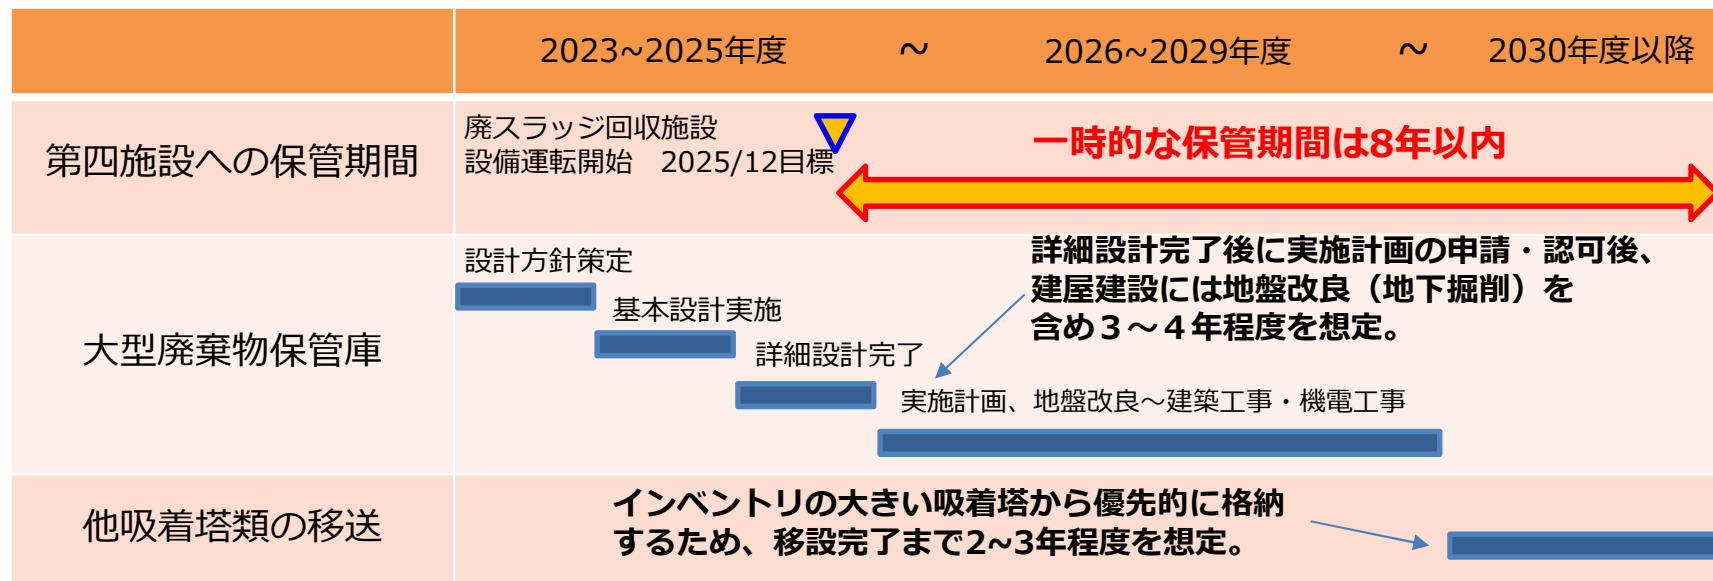 2023~2025年度 ~ 2026~2029年度 ~ 2030年度以降
第四施設への保管期間
廃スラッジ回収施設
設備運転開始 2025/12目標
一時的な保管期間は8年以内
大型廃棄物保管庫
設計方針策定
基本設計実施
詳細設計完了
詳細設計完了後に実施計画の申請・認可後、
建屋建設には地盤改良（地下掘削）を
含め３～４年程度を想定。
実施計画、地盤改良～建築工事・機電工事
他吸着塔類の移送
インベントリの大きい吸着塔から優先的に格納
するため、移設完了まで2~3年程度を想定。